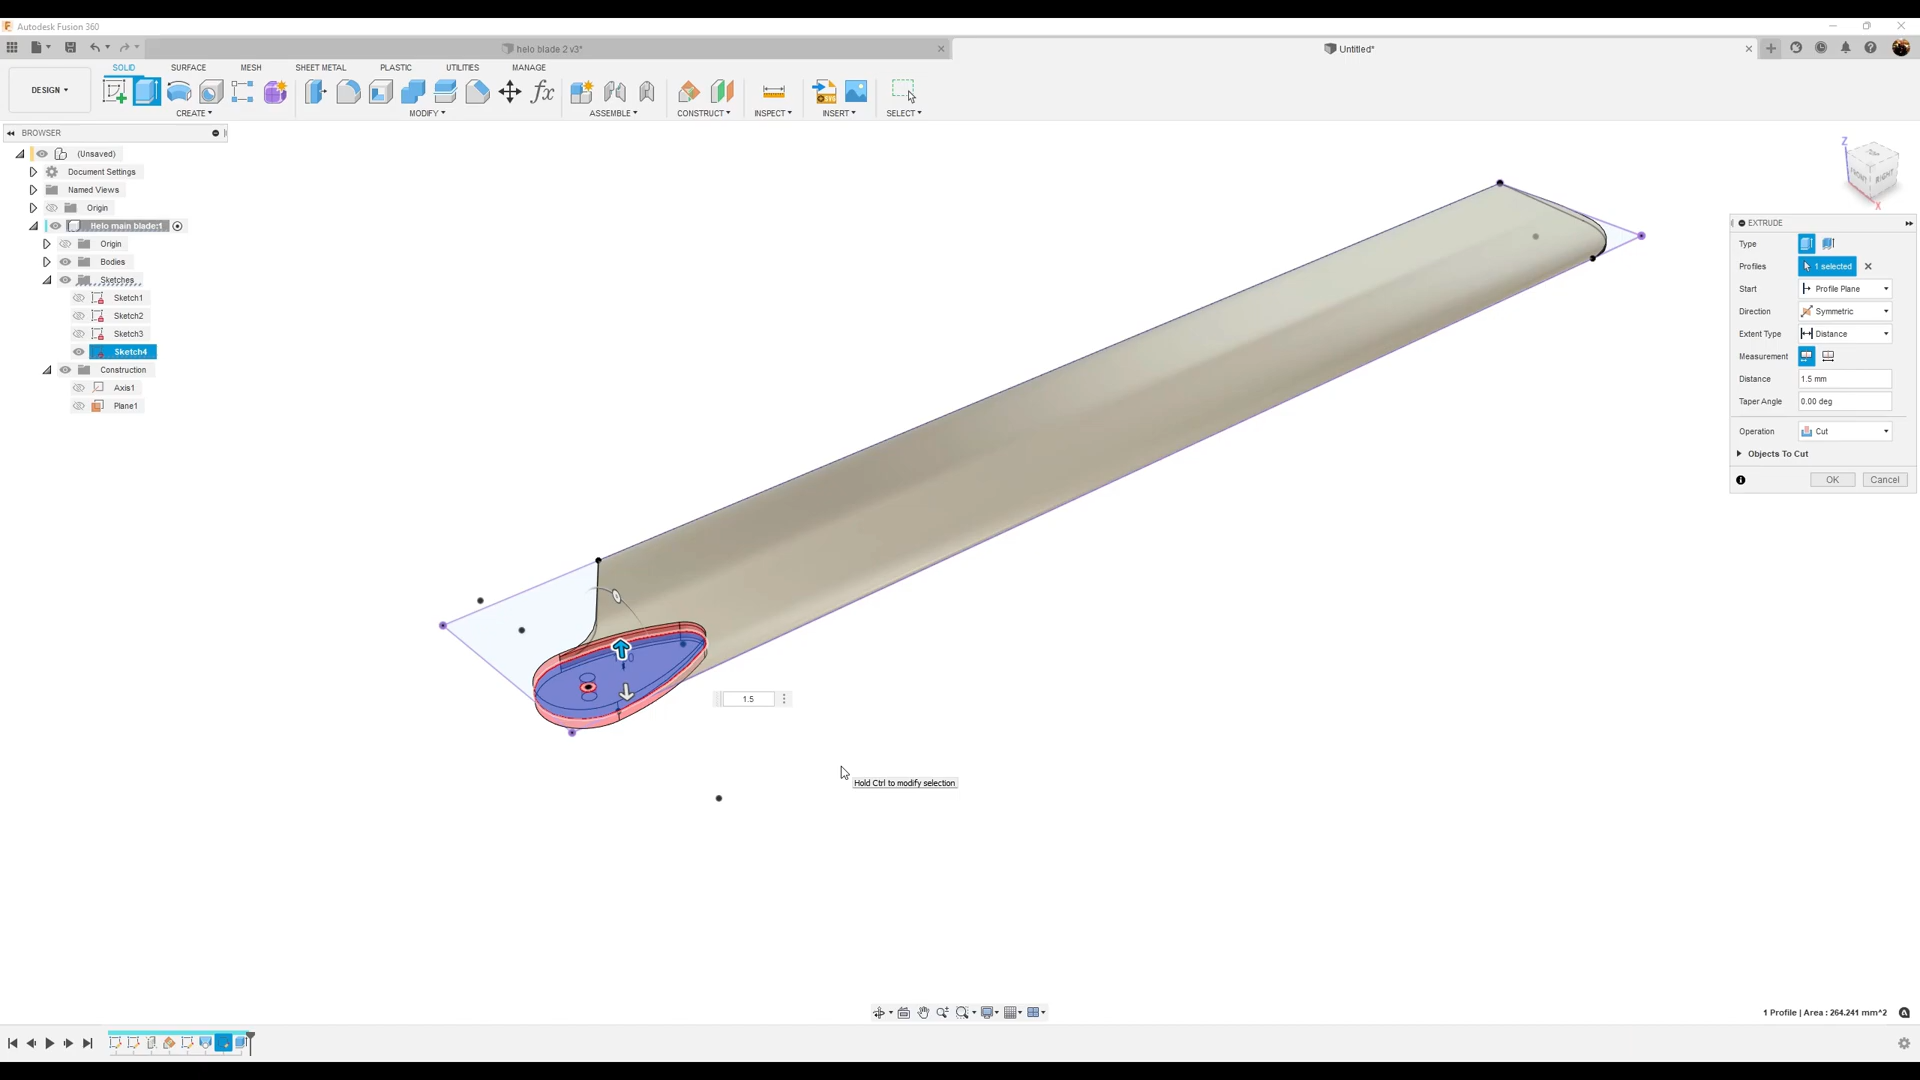 Autodesk Fusion 360
helo blade 2 v3*
Untitled*
SOLID
SURFACE
MESH
SHEET METAL
PLASTIC
UTILITIES
MANAGE
DESIGN
CREATE
MODIFY
ASSEMBLE
CONSTRUCT
INSPECT
INSERT
SELECT
BROWSER
(Unsaved)
Document Settings
Named Views
Origin
Helo main blade:1
Origin
Bodies
Sketches
Sketch1
Sketch2
Sketch3
Sketch4
Construction
Axis1
Plane1
Z
FRONT
RIGHT
X
EXTRUDE
Type
Profiles
1 selected
Start
Profile Plane
Direction
Symmetric
Extent Type
Distance
Measurement
Distance
1.5 mm
Taper Angle
0.00 deg
Operation
Cut
Objects To Cut
OK
Cancel
1.5
Hold Ctrl to modify selection
1 Profile | Area : 264.241 mm^2